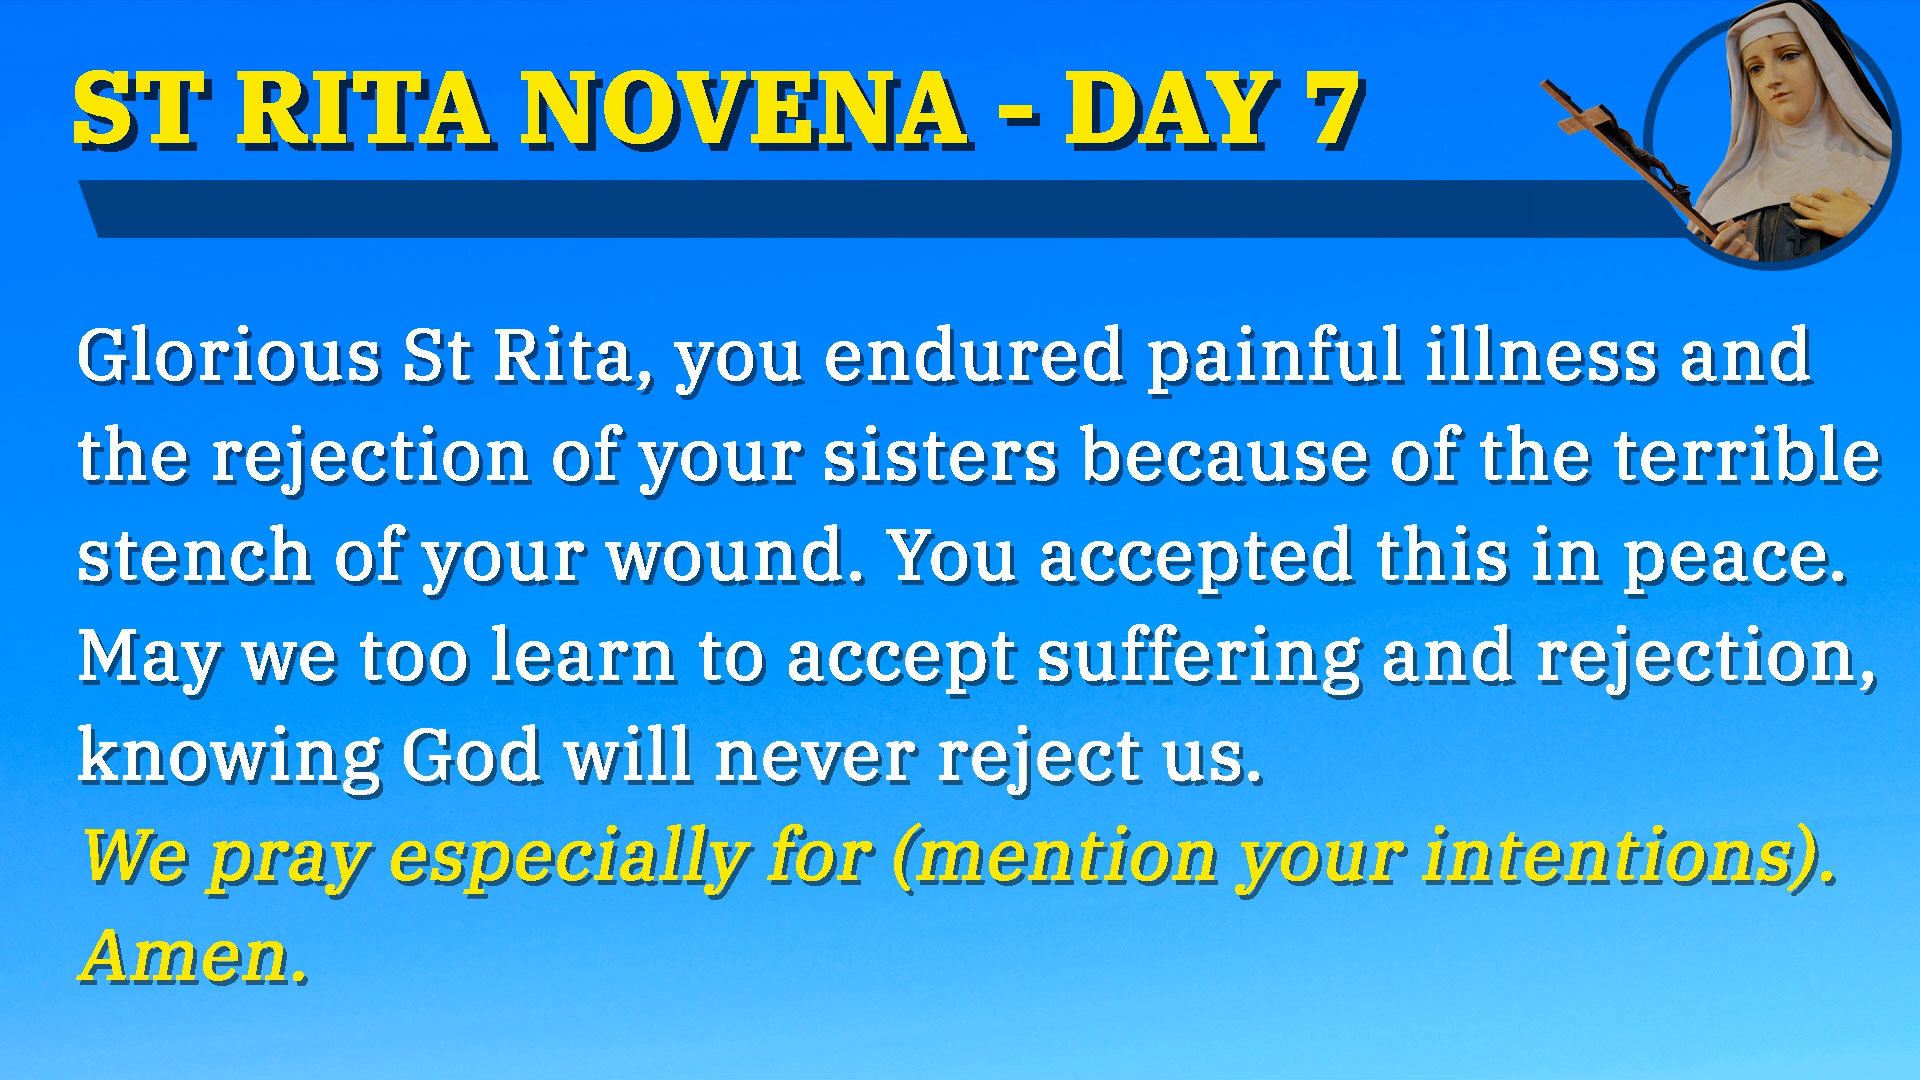 ST RITA NOVENA - DAY 7
Glorious St Rita, you endured painful illness and
the rejection of your sisters because of the terrible
stench of your wound. You accepted this in peace.
May we too learn to accept suffering and rejection,
knowing God will never reject us.
We pray especially for (mention your intentions).
Amen.